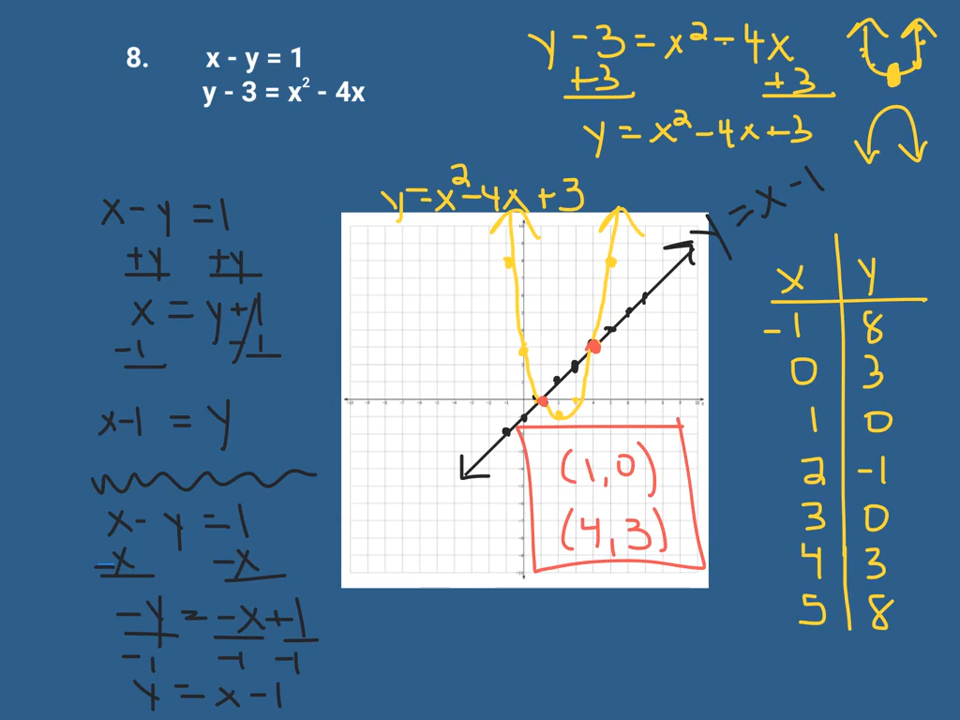 8. x - y = 1
y - 3 = x² - 4x
y - 3 = x² - 4x
+3 +3
y = x² - 4x + 3
y = x² - 4x + 3
y = x - 1
x - y = 1
+y +y
x = y + 1
-1 -1
x - 1 = y
x - y = 1
-x -x
-y = -x + 1
-1 -1 -1
y = x - 1
(1, 0)
(4, 3)
x y
-1 8
0 3
1 0
2 -1
3 0
4 3
5 8